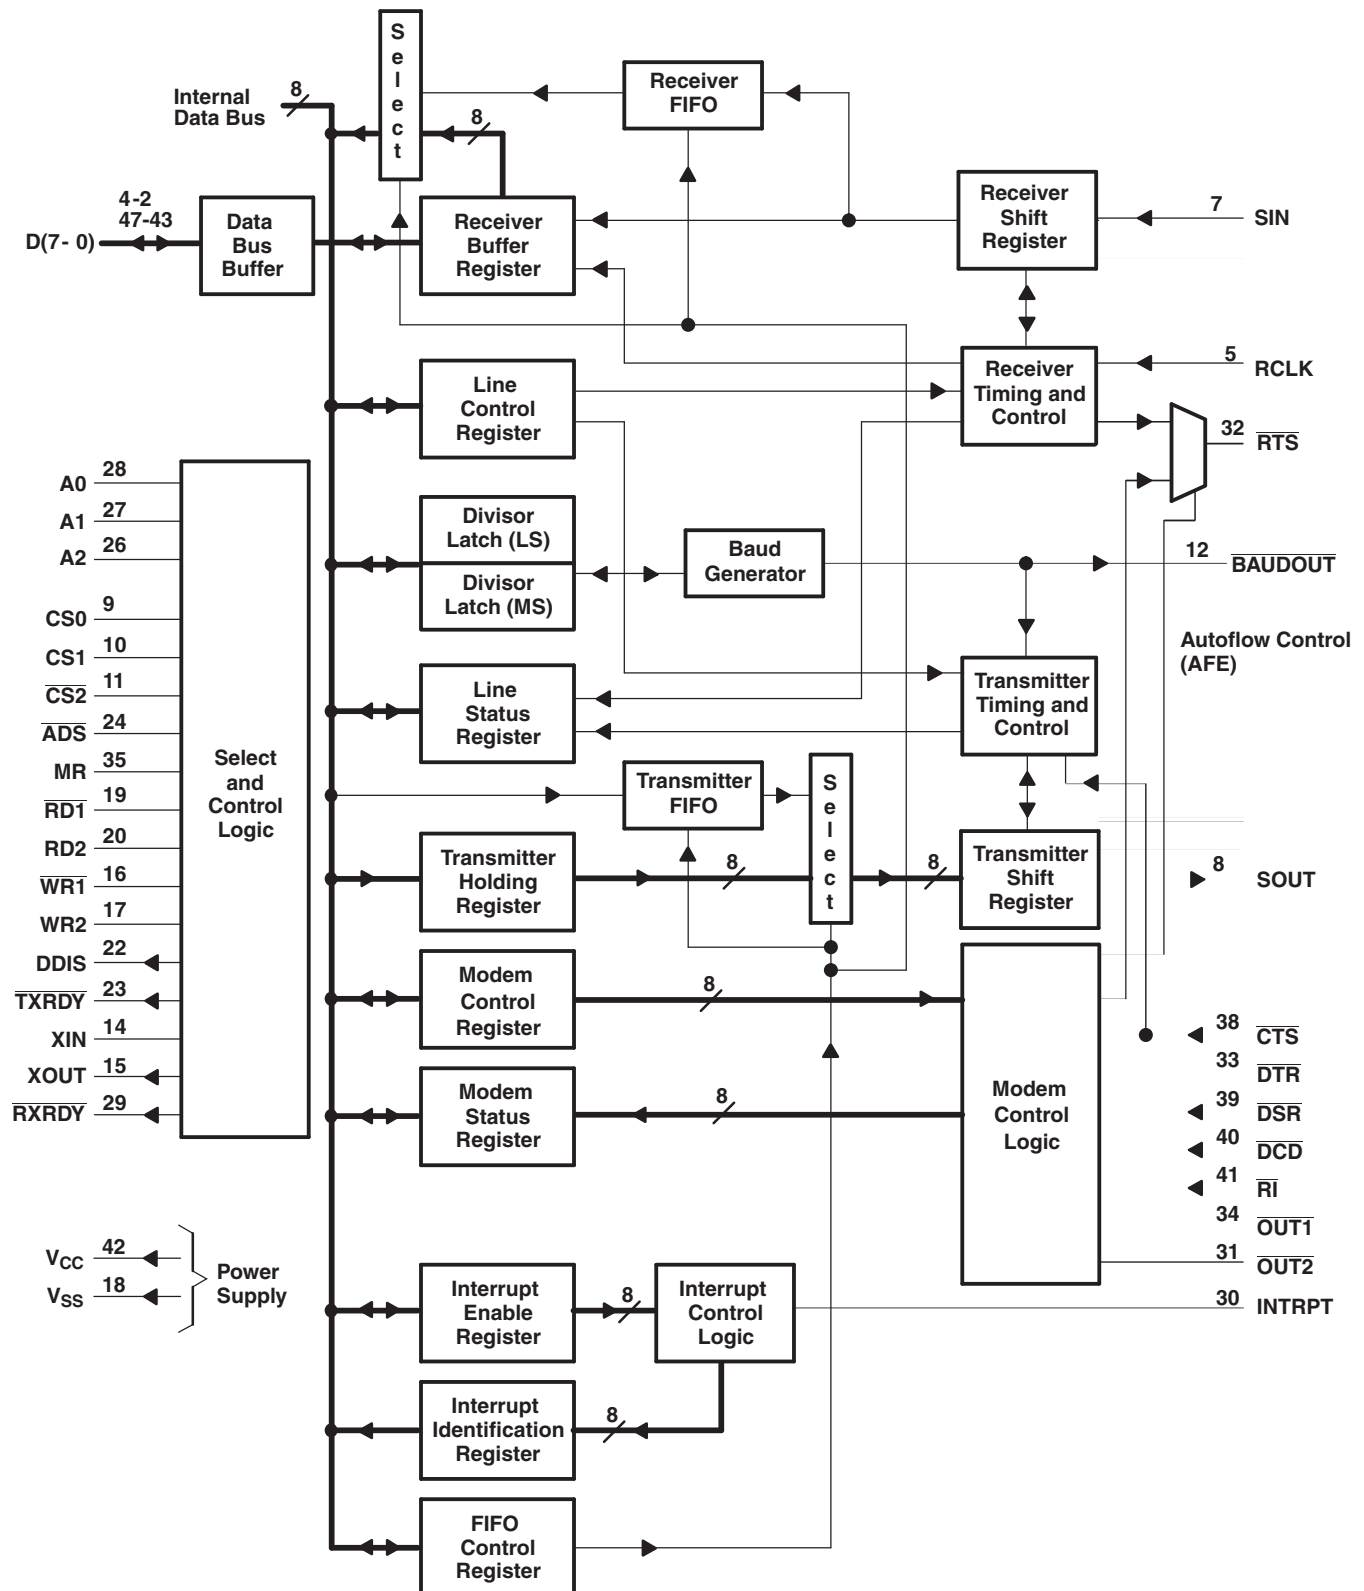 S
e
l
e
c
t
8
Internal
Data Bus
8
Receiver
FIFO
4-2
47-43
D(7- 0)
Data
Bus
Buffer
Receiver
Buffer
Register
Receiver
Shift
Register
7
SIN
Line
Control
Register
Receiver
Timing and
Control
5
RCLK
32
RTS
A0
28
A1
27
A2
26
CS0
9
CS1
10
CS2
11
ADS
24
MR
35
RD1
19
RD2
20
WR1
16
WR2
17
DDIS
22
TXRDY
23
XIN
14
XOUT
15
RXRDY
29
Select
and
Control
Logic
Divisor
Latch (LS)
Divisor
Latch (MS)
Baud
Generator
12
BAUDOUT
Autoflow Control
(AFE)
Line
Status
Register
Transmitter
Timing and
Control
Transmitter
FIFO
S
e
l
e
c
t
Transmitter
Holding
Register
8
8
Transmitter
Shift
Register
8
SOUT
Modem
Control
Register
8
Modem
Status
Register
8
Modem
Control
Logic
38
CTS
33
DTR
39
DSR
40
DCD
41
RI
34
OUT1
31
OUT2
30
INTRPT
VCC
42
VSS
18
Power
Supply
Interrupt
Enable
Register
8
Interrupt
Control
Logic
Interrupt
Identification
Register
8
FIFO
Control
Register